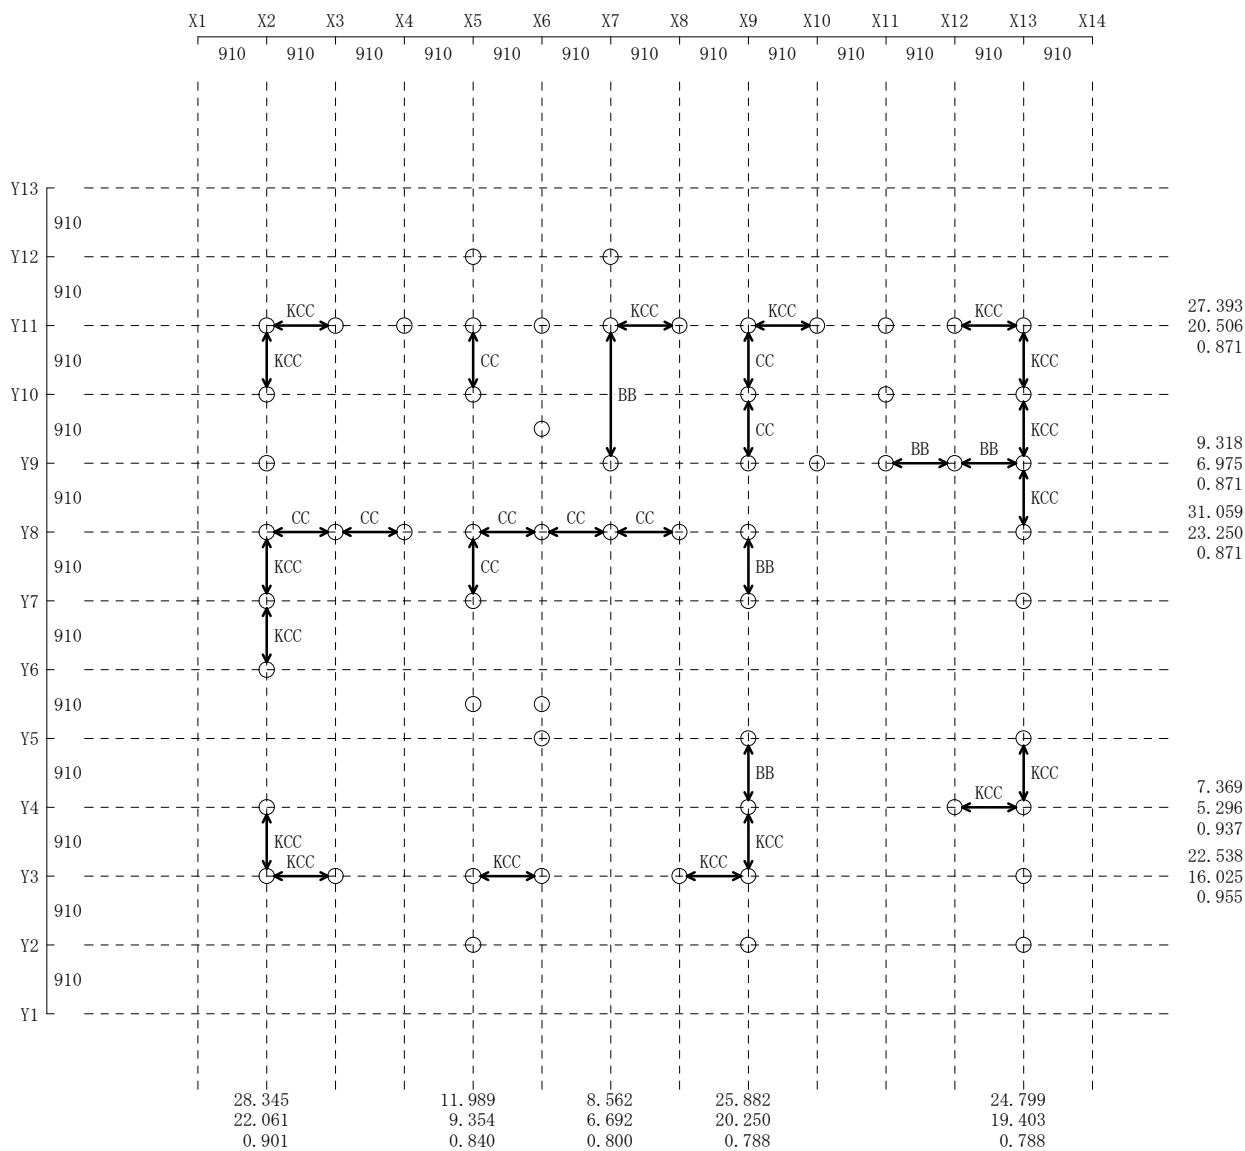 X1 X2 X3 X4 X5 X6 X7 X8 X9 X10 X11 X12 X13 X14
910 910 910 910 910 910 910 910 910 910 910 910 910
Y13
910
Y12
910
KCC KCC KCC KCC
27.393
Y11
20.506
0.871
910 KCC CC CC KCC
Y10 BB
910 CC KCC
BB BB
9.318
Y9
6.975
0.871
910 KCC
31.059
CC CC CC CC CC
Y8
23.250
0.871
910 KCC CC BB
Y7
910 KCC
Y6
910
Y5
910 BB KCC
7.369
KCC
Y4
5.296
0.937
910 KCC KCC
22.538
KCC KCC KCC
Y3
16.025
0.955
910
Y2
910
Y1
28.345 11.989 8.562 25.882 24.799
22.061 9.354 6.692 20.250 19.403
0.901 0.840 0.800 0.788 0.788